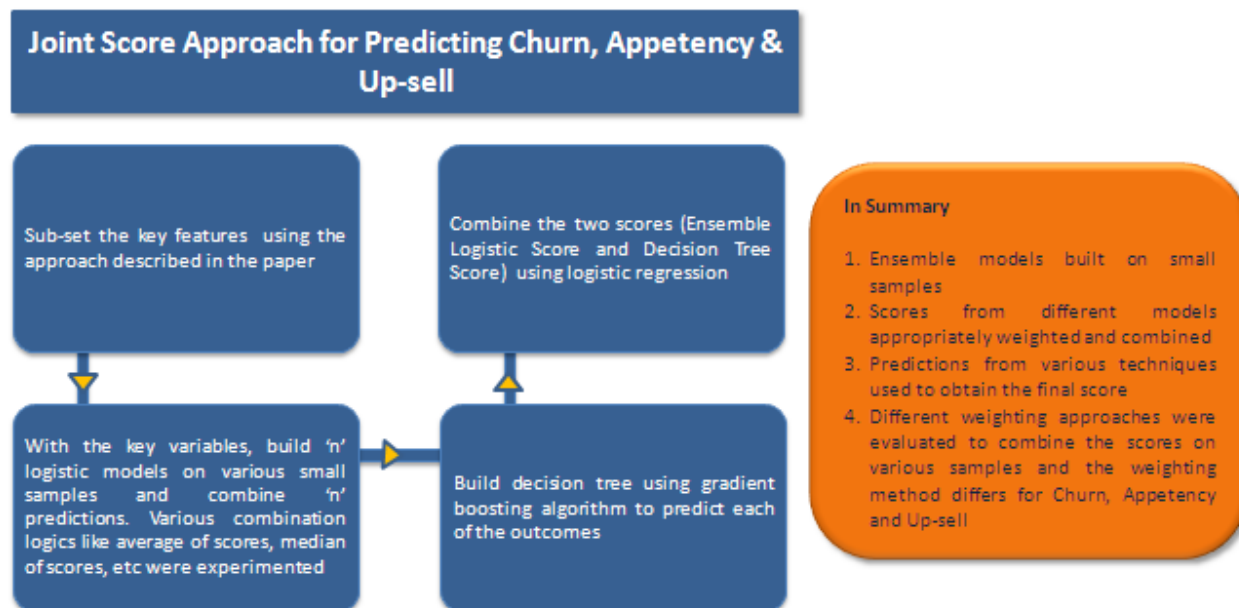 Joint Score Approach for Predicting Churn, Appetency &
Up-sell
Sub-set the key features using the
approach described in the paper
With the key variables, build ‘n’
logistic models on various small
samples and combine ‘n’
predictions. Various combination
logics like average of scores, median
of scores, etc were experimented
Build decision tree using gradient
boosting algorithm to predict each
of the outcomes
Combine the two scores (Ensemble
Logistic Score and Decision Tree
Score) using logistic regression
In Summary
1. Ensemble models built on small
samples
2. Scores from different models
appropriately weighted and combined
3. Predictions from various techniques
used to obtain the final score
4. Different weighting approaches were
evaluated to combine the scores on
various samples and the weighting
method differs for Churn, Appetency
and Up-sell